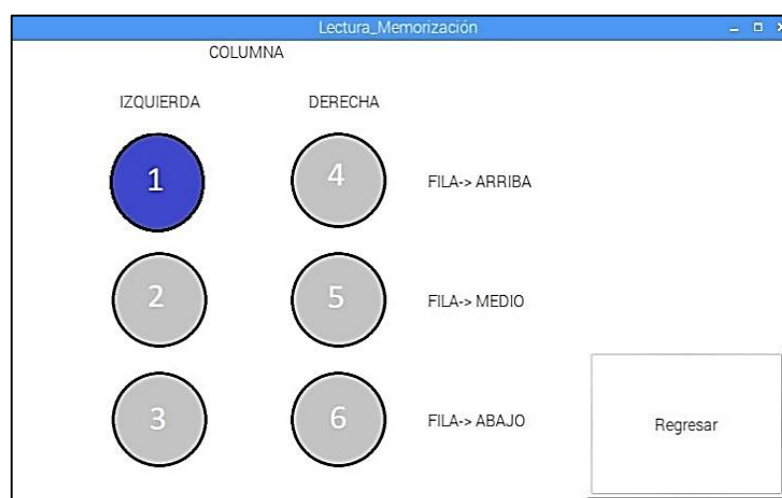 Lectura_Memorización
COLUMNA
IZQUIERDA DERECHA
1 4 FILA-> ARRIBA
2 5 FILA-> MEDIO
3 6 FILA-> ABAJO
Regresar